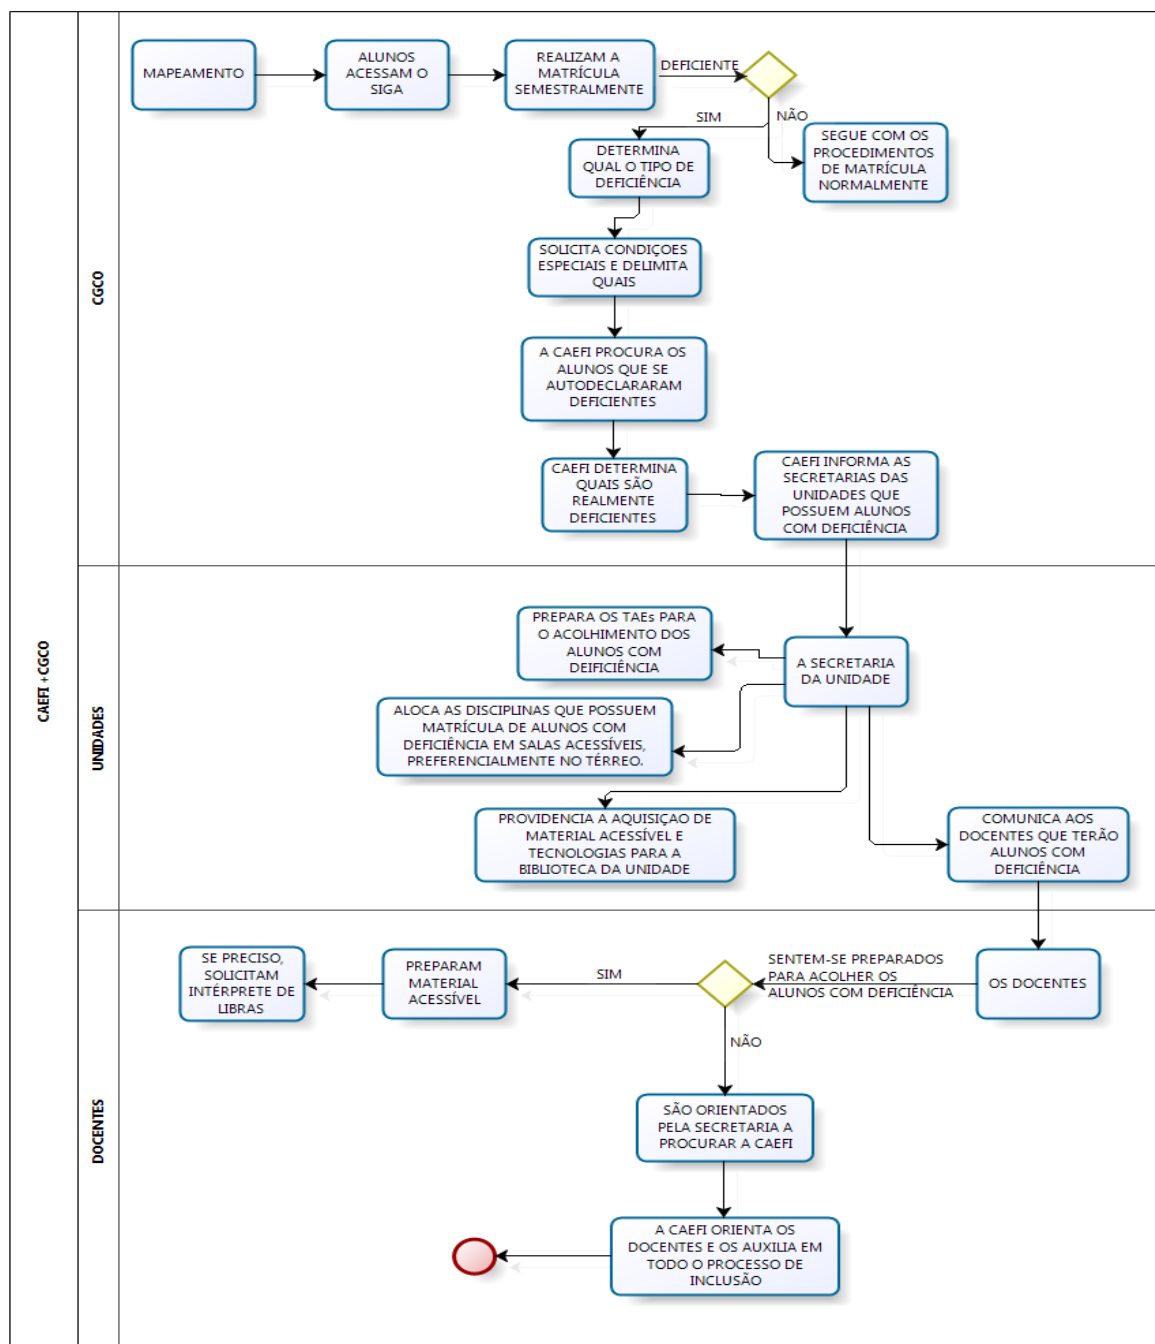 CAEFI + CGCO
CGCO
MAPEAMENTO
ALUNOS
ACESSAM O
SIGA
REALIZAM A
MATRÍCULA
SEMESTRALMENTE
DEFICIENTE
SIM
NÃO
DETERMINA
QUAL O TIPO DE
DEFICIÊNCIA
SEGUE COM OS
PROCEDIMENTOS
DE MATRÍCULA
NORMALMENTE
SOLICITA CONDIÇOES
ESPECIAIS E DELIMITA
QUAIS
A CAEFI PROCURA OS
ALUNOS QUE SE
AUTODECLARARAM
DEFICIENTES
CAEFI DETERMINA
QUAIS SÃO
REALMENTE
DEFICIENTES
CAEFI INFORMA AS
SECRETARIAS DAS
UNIDADES QUE
POSSUEM ALUNOS
COM DEFICIÊNCIA
UNIDADES
PREPARA OS TAEs PARA
O ACOLHIMENTO DOS
ALUNOS COM
DEIFICIÊNCIA
A SECRETARIA
DA UNIDADE
ALOCA AS DISCIPLINAS QUE POSSUEM
MATRÍCULA DE ALUNOS COM
DEFICIÊNCIA EM SALAS ACESSÍVEIS,
PREFERENCIALMENTE NO TÉRREO.
PROVIDENCIA A AQUISIÇAO DE
MATERIAL ACESSÍVEL E
TECNOLOGIAS PARA A
BIBLIOTECA DA UNIDADE
COMUNICA AOS
DOCENTES QUE TERÃO
ALUNOS COM
DEFICIÊNCIA
DOCENTES
OS DOCENTES
SENTEM-SE PREPARADOS
PARA ACOLHER OS
ALUNOS COM DEFICIÊNCIA
SIM
PREPARAM
MATERIAL
ACESSÍVEL
SE PRECISO,
SOLICITAM
INTÉRPRETE DE
LIBRAS
NÃO
SÃO ORIENTADOS
PELA SECRETARIA A
PROCURAR A CAEFI
A CAEFI ORIENTA OS
DOCENTES E OS AUXILIA EM
TODO O PROCESSO DE
INCLUSÃO